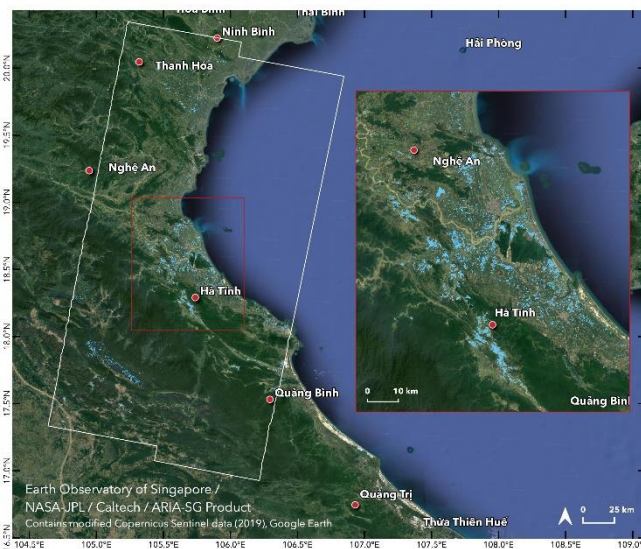 Ninh Bình
Thanh Hóa
Hải Phòng
Nghệ An
Hà Tĩnh
Quảng Bình
Quảng Trị
Thừa Thiên Huế
Nghệ An
Hà Tĩnh
Quảng Bì
0 10 km
0 25 km
20.0°N
19.5°N
19.0°N
18.5°N
18.0°N
17.5°N
17.0°N
6.5°N
104.5°E
105.0°E
105.5°E
106.0°E
106.5°E
107.0°E
107.5°E
108.0°E
108.5°E
109.0
Earth Observatory of Singapore /
NASA-JPL / Caltech / ARIA-SG Product
Contains modified Copernicus Sentinel data (2019), Google Earth